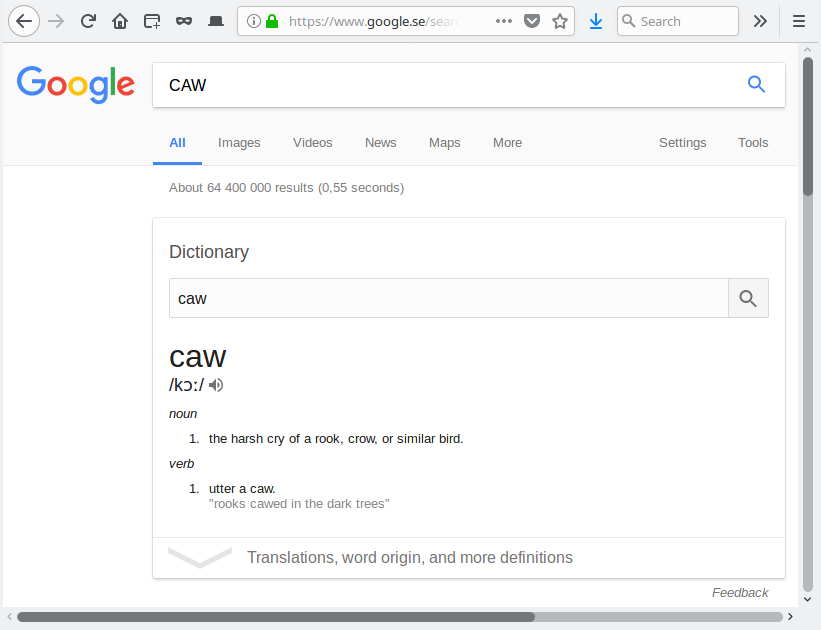 https://www.google.se/searc
Search
Google
CAW
All Images Videos News Maps More Settings Tools
About 64 400 000 results (0,55 seconds)
Dictionary
caw
caw
/kɔː/
noun
1. the harsh cry of a rook, crow, or similar bird.
verb
1. utter a caw.
"rooks cawed in the dark trees"
Translations, word origin, and more definitions
Feedback